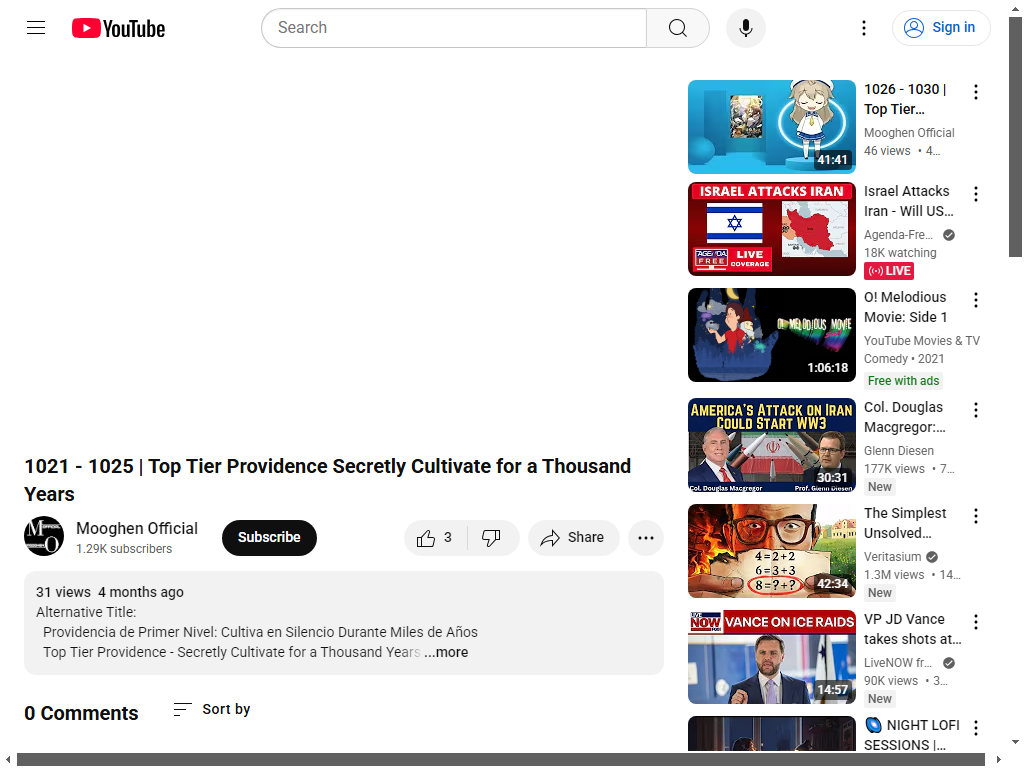 YouTube
Search
Sign in
1021 - 1025 | Top Tier Providence Secretly Cultivate for a Thousand
Years
Mooghen Official
1.29K subscribers
Subscribe
3
Share
31 views 4 months ago
Alternative Title:
Providencia de Primer Nivel: Cultiva en Silencio Durante Miles de Años
Top Tier Providence - Secretly Cultivate for a Thousand Years ...more
0 Comments
Sort by
41:41
1026 - 1030 |
Top Tier...
Mooghen Official
46 views • 4...
ISRAEL ATTACKS IRAN
AGENDA
FREE
LIVE
COVERAGE
Israel Attacks
Iran - Will US...
Agenda-Fre...
18K watching
LIVE
O! MELODIOUS MOVIE
1:06:18
O! Melodious
Movie: Side 1
YouTube Movies & TV
Comedy • 2021
Free with ads
AMERICA'S ATTACK ON IRAN
COULD START WW3
30:31
Col. Douglas Macgregor
Prof. Glenn Diesen
Col. Douglas
Macgregor:...
Glenn Diesen
177K views • 7...
New
4=2+2
6=3+3
8=?+?
42:34
The Simplest
Unsolved...
Veritasium
1.3M views • 14...
New
LIVE
NOW
VANCE ON ICE RAIDS
14:57
VP JD Vance
takes shots at...
LiveNOW fr...
90K views • 3...
New
NIGHT LOFI
SESSIONS |...